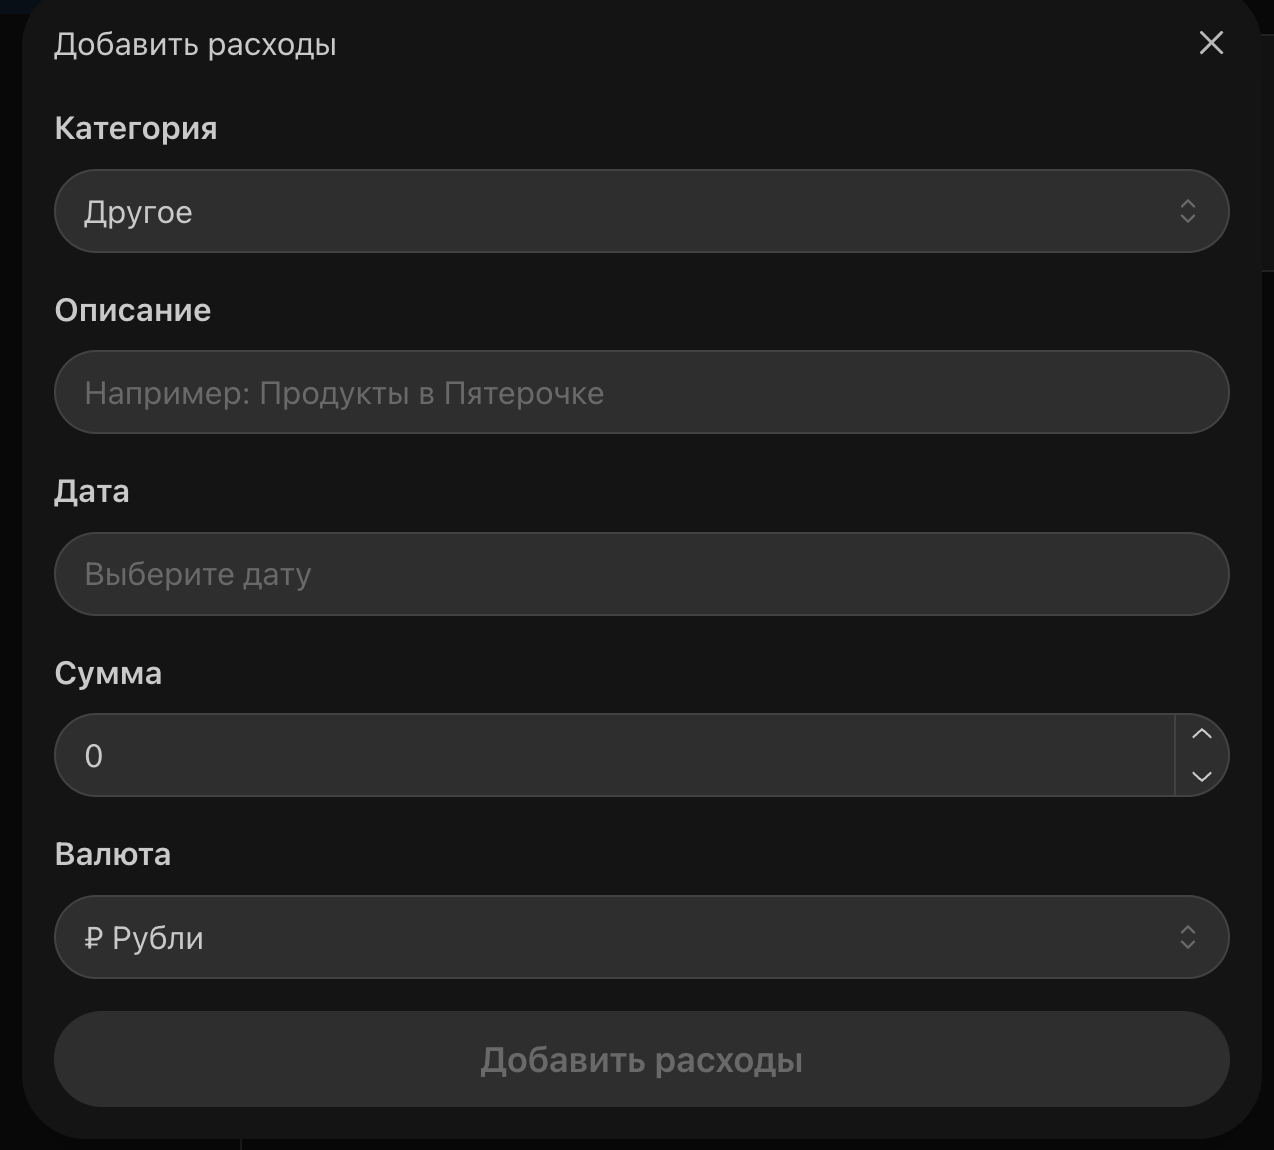 Добавить расходы
Категория
Другое
Описание
Например: Продукты в Пятерочке
Дата
Выберите дату
Сумма
0
Валюта
₽ Рубли
Добавить расходы